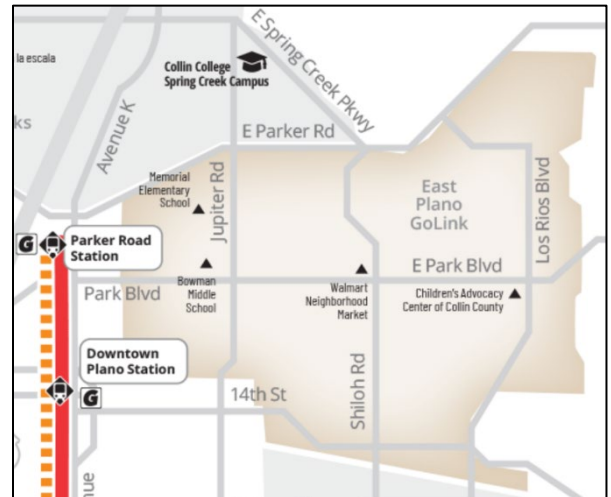 la escala
Collin College
Spring Creek Campus
E Spring Creek Pkwy
ks
Avenue K
E Parker Rd
Memorial
Elementary
School
Jupiter Rd
East
Plano
GoLink
Los Rios Blvd
G
Parker Road
Station
E Park Blvd
Park Blvd
Bowman
Middle
School
Walmart
Neighborhood
Market
Children's Advocacy
Center of Collin County
Downtown
Plano Station
G
14th St
Shiloh Rd
nue